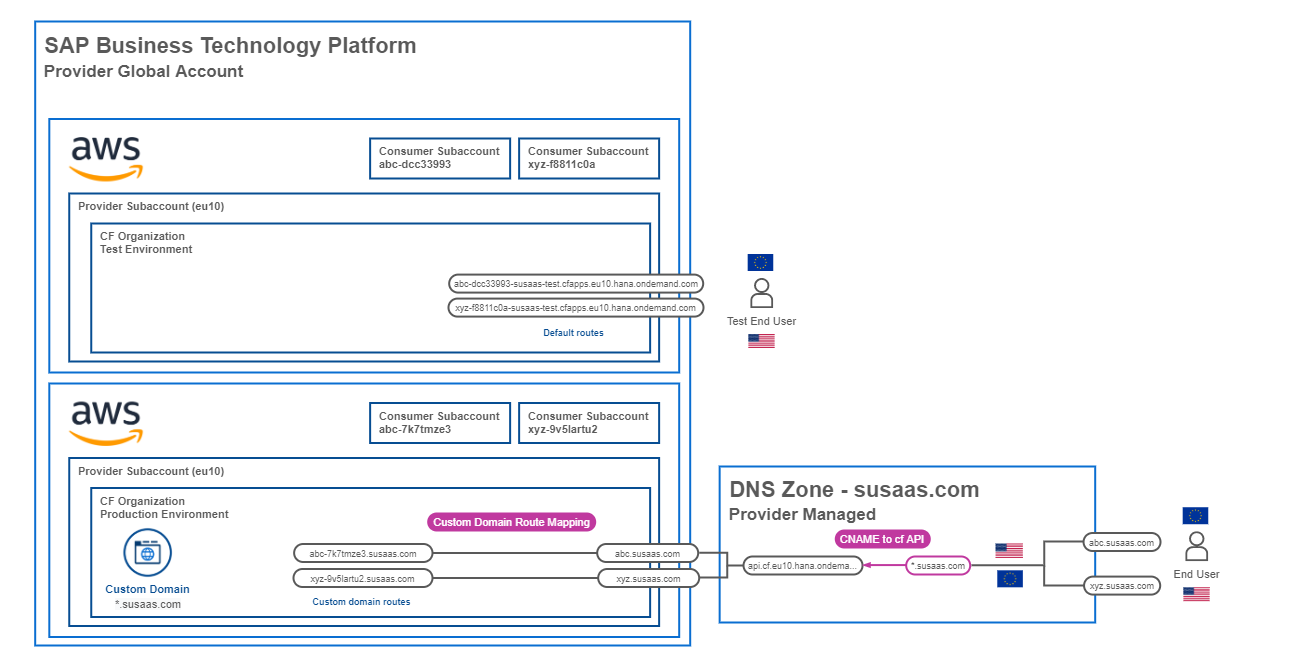 SAP Business Technology Platform
Provider Global Account
aws
Consumer Subaccount
abc-dcc33993
Consumer Subaccount
xyz-f8811c0a
Provider Subaccount (eu10)
CF Organization
Test Environment
abc-dcc33993-susaas-test.cfapps.eu10.hana.ondemand.com
xyz-f8811c0a-susaas-test.cfapps.eu10.hana.ondemand.com
Default routes
Test End User
aws
Consumer Subaccount
abc-7k7tmze3
Consumer Subaccount
xyz-9v5lartu2
Provider Subaccount (eu10)
CF Organization
Production Environment
Custom Domain
*.susaas.com
Custom Domain Route Mapping
abc-7k7tmze3.susaas.com
abc.susaas.com
xyz-9v5lartu2.susaas.com
xyz.susaas.com
Custom domain routes
DNS Zone - susaas.com
Provider Managed
CNAME to cf API
api.cf.eu10.hana.ondema...
*.susaas.com
abc.susaas.com
xyz.susaas.com
End User